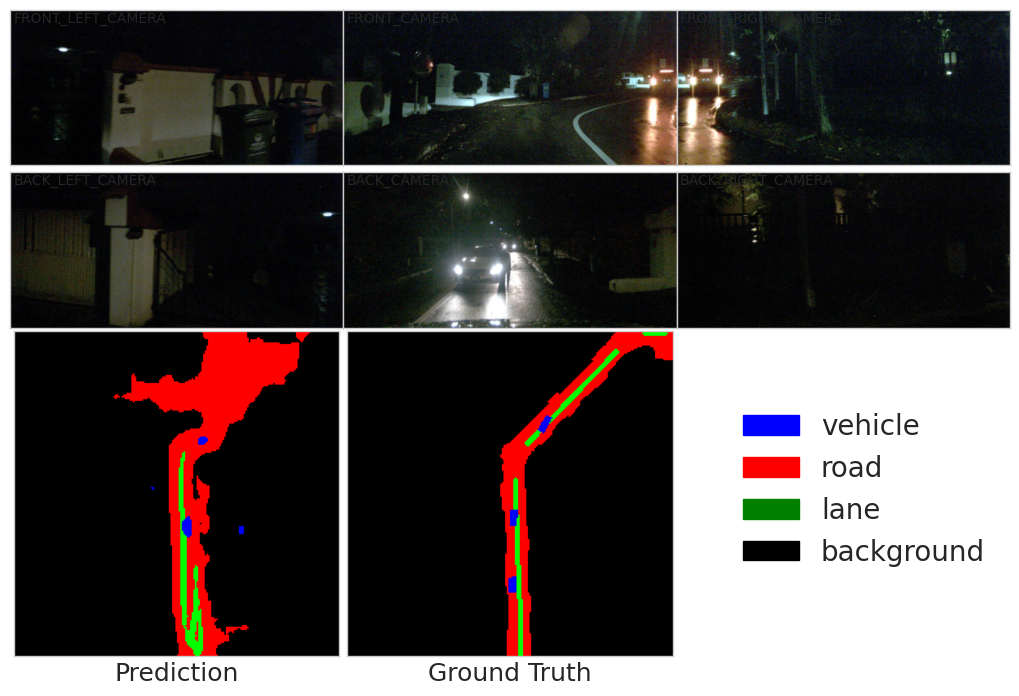 FRONT_LEFT_CAMERA
FRONT_CAMERA
FRONT_RIGHT_CAMERA
BACK_LEFT_CAMERA
BACK_CAMERA
BACK_RIGHT_CAMERA
vehicle
road
lane
background
Prediction
Ground Truth